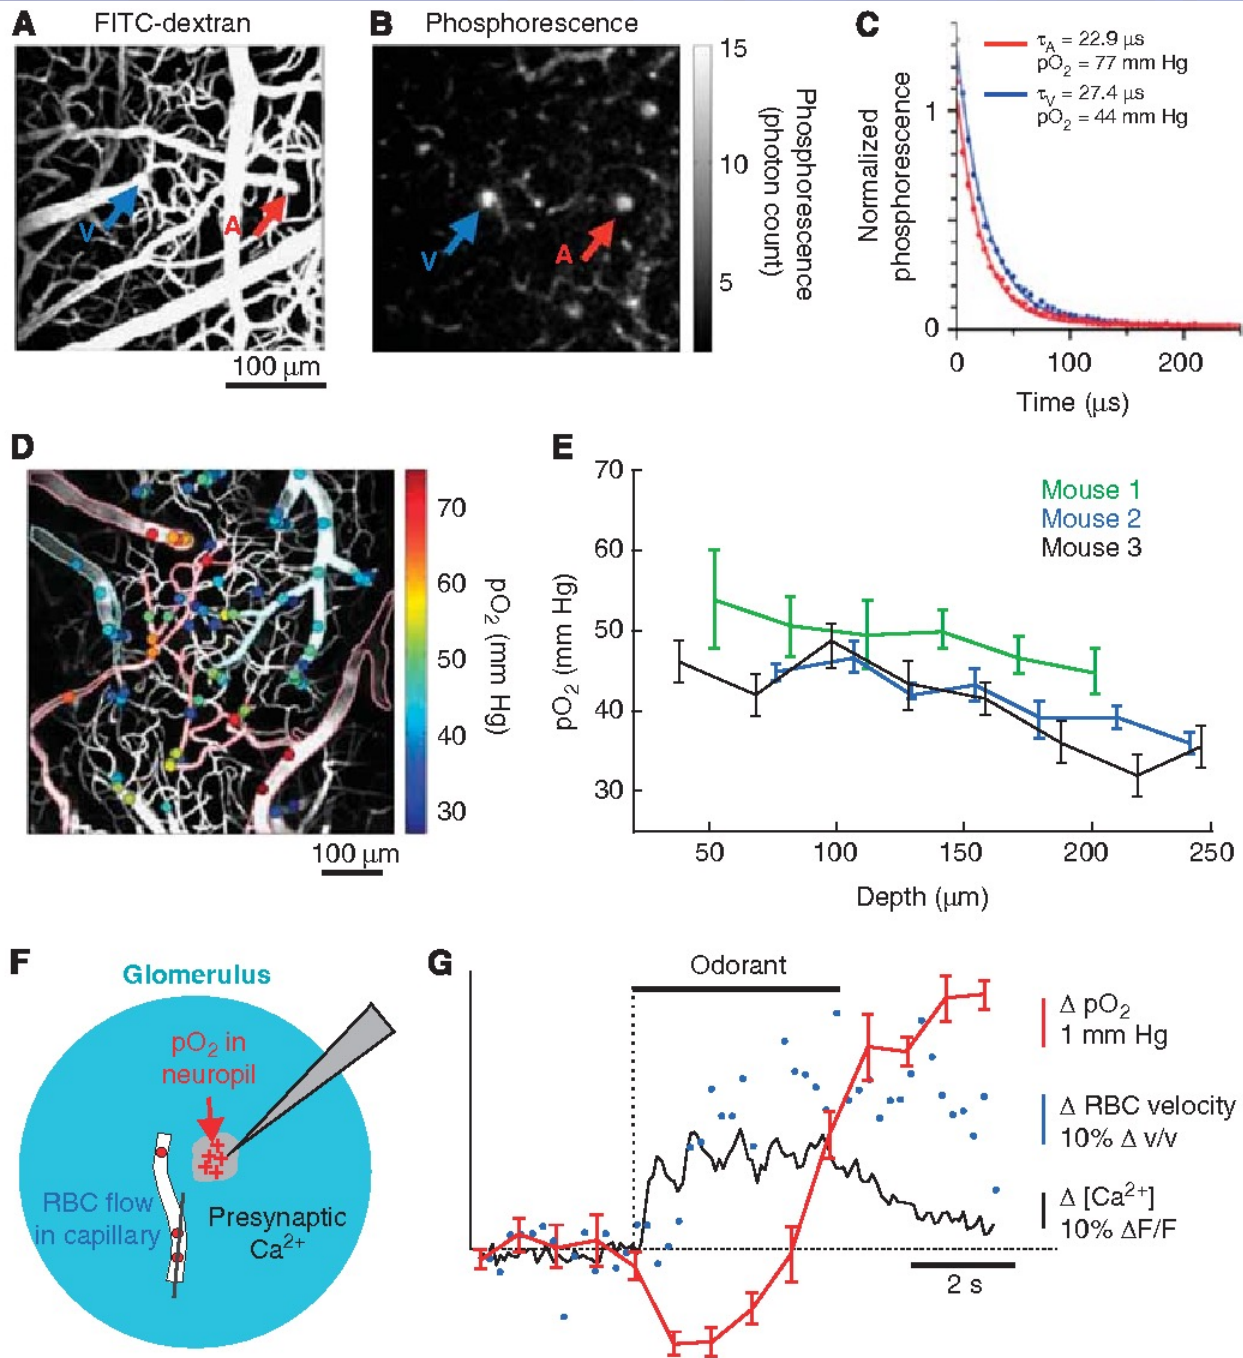 A
FITC-dextran
V
A
100 μm
B
Phosphorescence
V
A
15
10
5
Phosphorescence
(photon count)
C
τA = 22.9 μs
pO2 = 77 mm Hg
τV = 27.4 μs
pO2 = 44 mm Hg
Normalized
phosphorescence
1
0
0
100
200
Time (μs)
D
70
60
50
40
30
pO2 (mm Hg)
100 μm
E
70
60
50
40
30
pO2 (mm Hg)
Mouse 1
Mouse 2
Mouse 3
50
100
150
200
250
Depth (μm)
F
Glomerulus
pO2 in
neuropil
RBC flow
in capillary
Presynaptic
Ca2+
G
Odorant
Δ pO2
1 mm Hg
Δ RBC velocity
10% Δ v/v
Δ [Ca2+]
10% ΔF/F
2 s